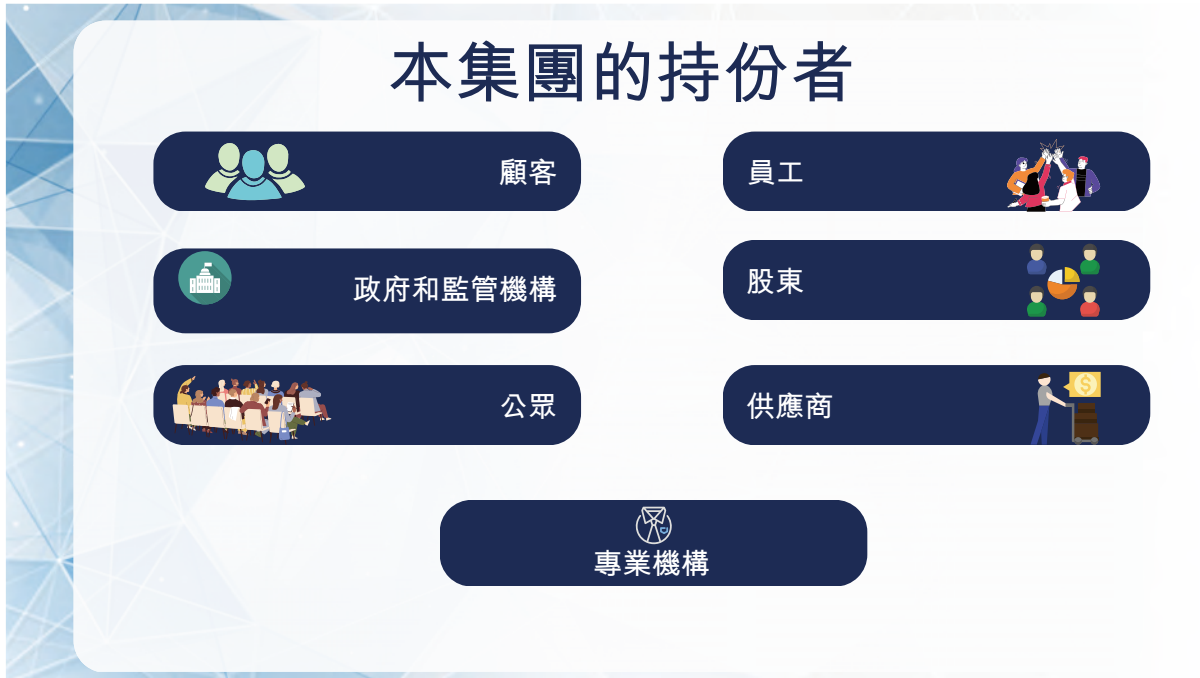 本集團的持份者
顧客
員工
政府和監管機構
股東
公眾
供應商
專業機構